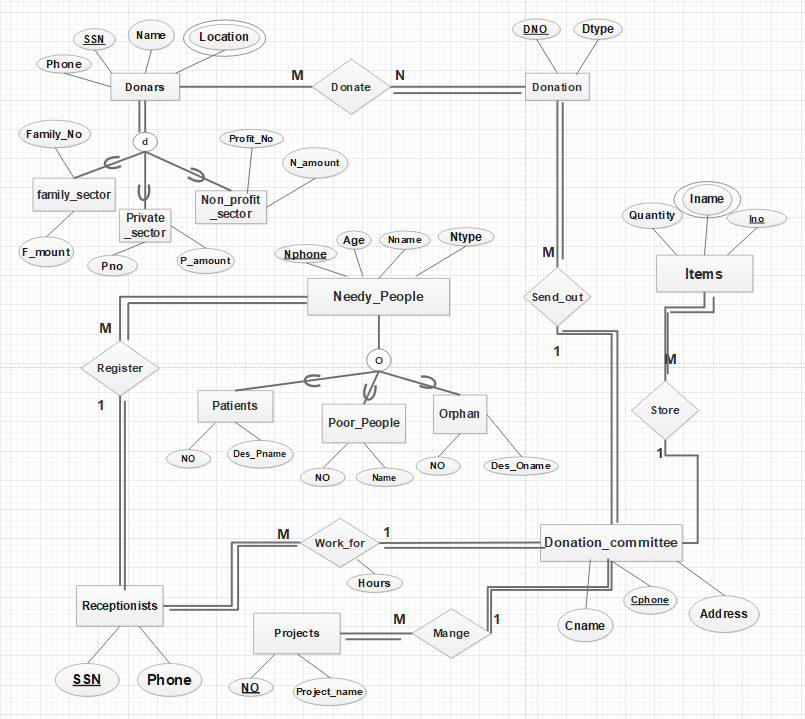 SSN
Name
Location
Phone
Donars
M
Donate
N
DNO
Dtype
Donation
d
Family_No
Profit_No
N_amount
family_sector
Private
_sector
Non_profit
_sector
F_mount
Pno
P_amount
Nphone
Age
Nname
Ntype
Needy_People
M
Send_out
1
Quantity
Iname
Ino
Items
M
Store
1
M
Register
1
O
Patients
Poor_People
Orphan
NO
Des_Pname
NO
Name
NO
Des_Oname
M
Work_for
1
Hours
Donation_committee
Receptionists
SSN
Phone
Projects
M
Mange
1
NO
Project_name
Cname
Cphone
Address